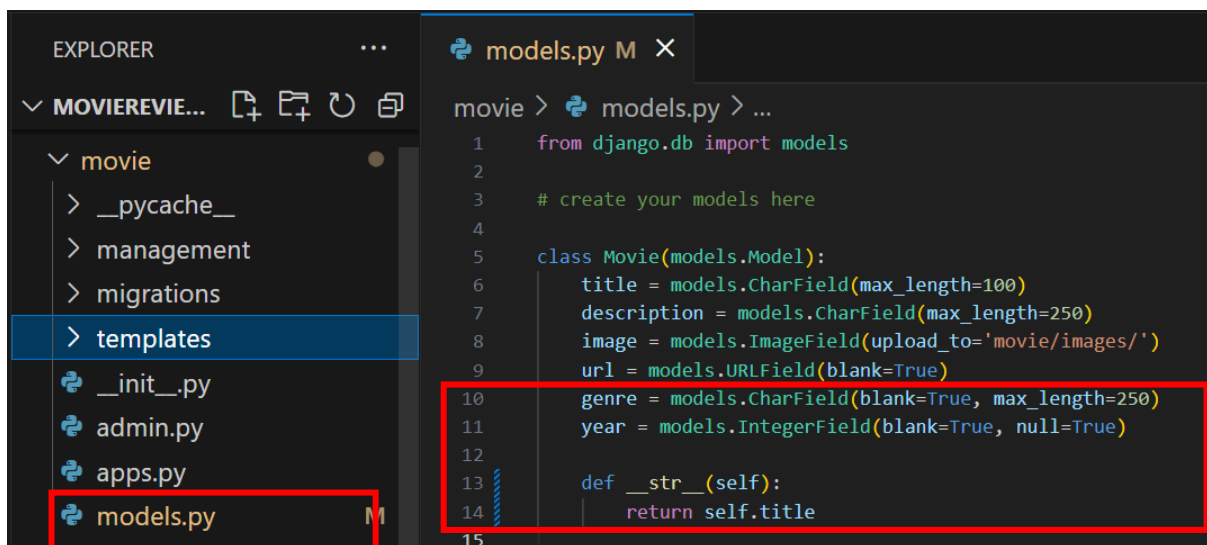 EXPLORER ...
MOVIEREVIE...
movie
__pycache__
management
migrations
templates
__init__.py
admin.py
apps.py
models.py M
models.py M
movie > models.py > ...
1 from django.db import models
2
3 # create your models here
4
5 class Movie(models.Model):
6 title = models.CharField(max_length=100)
7 description = models.CharField(max_length=250)
8 image = models.ImageField(upload_to='movie/images/')
9 url = models.URLField(blank=True)
10 genre = models.CharField(blank=True, max_length=250)
11 year = models.IntegerField(blank=True, null=True)
12
13 def __str__(self):
14 return self.title
15